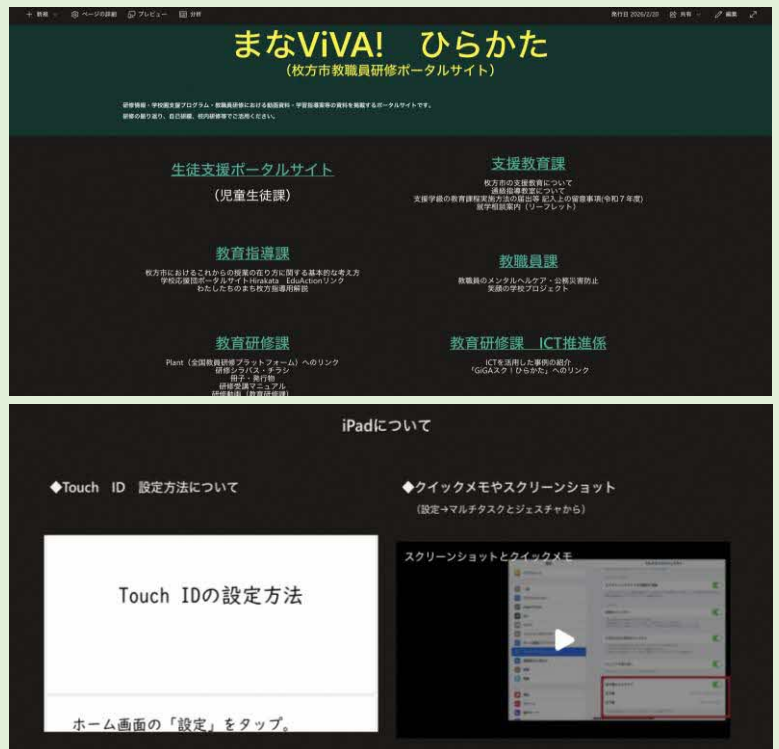 ＋ 新規
ページの詳細
プレビュー
分析
発行日 2026/2/20
共有
編集
まなViVA!　ひらかた
（枚方市教職員研修ポータルサイト）
研修情報・学校園支援プログラム・教職員研修における動画資料・学習指導案等の資料を掲載するポータルサイトです。
研修の振り返り、自己研鑽、校内研修等でご活用ください。
生徒支援ポータルサイト
（児童生徒課）
支援教育課
枚方市の支援教育について
通級指導教室について
支援学級の教育課程実施方法の届出等 記入上の留意事項(令和７年度)
就学相談案内（リーフレット）
教育指導課
枚方市におけるこれからの授業の在り方に関する基本的な考え方
学校応援団ポータルサイトHirakata EduActionリンク
わたしたちのまち枚方指導用解説
教職員課
教職員のメンタルヘルケア・公務災害防止
笑顔の学校プロジェクト
教育研修課
Plant（全国教員研修プラットフォーム）へのリンク
研修シラバス・チラシ
冊子・発行物
研修受講マニュアル
研修動画（教育研修課）
教育研修課　ICT推進係
ICTを活用した事例の紹介
「GiGAスク！ひらかた」へのリンク
iPadについて
◆Touch　ID　設定方法について
Touch IDの設定方法
ホーム画面の「設定」をタップ。
◆クイックメモやスクリーンショット
（設定→マルチタスクとジェスチャから）
スクリーンショットとクイックメモ